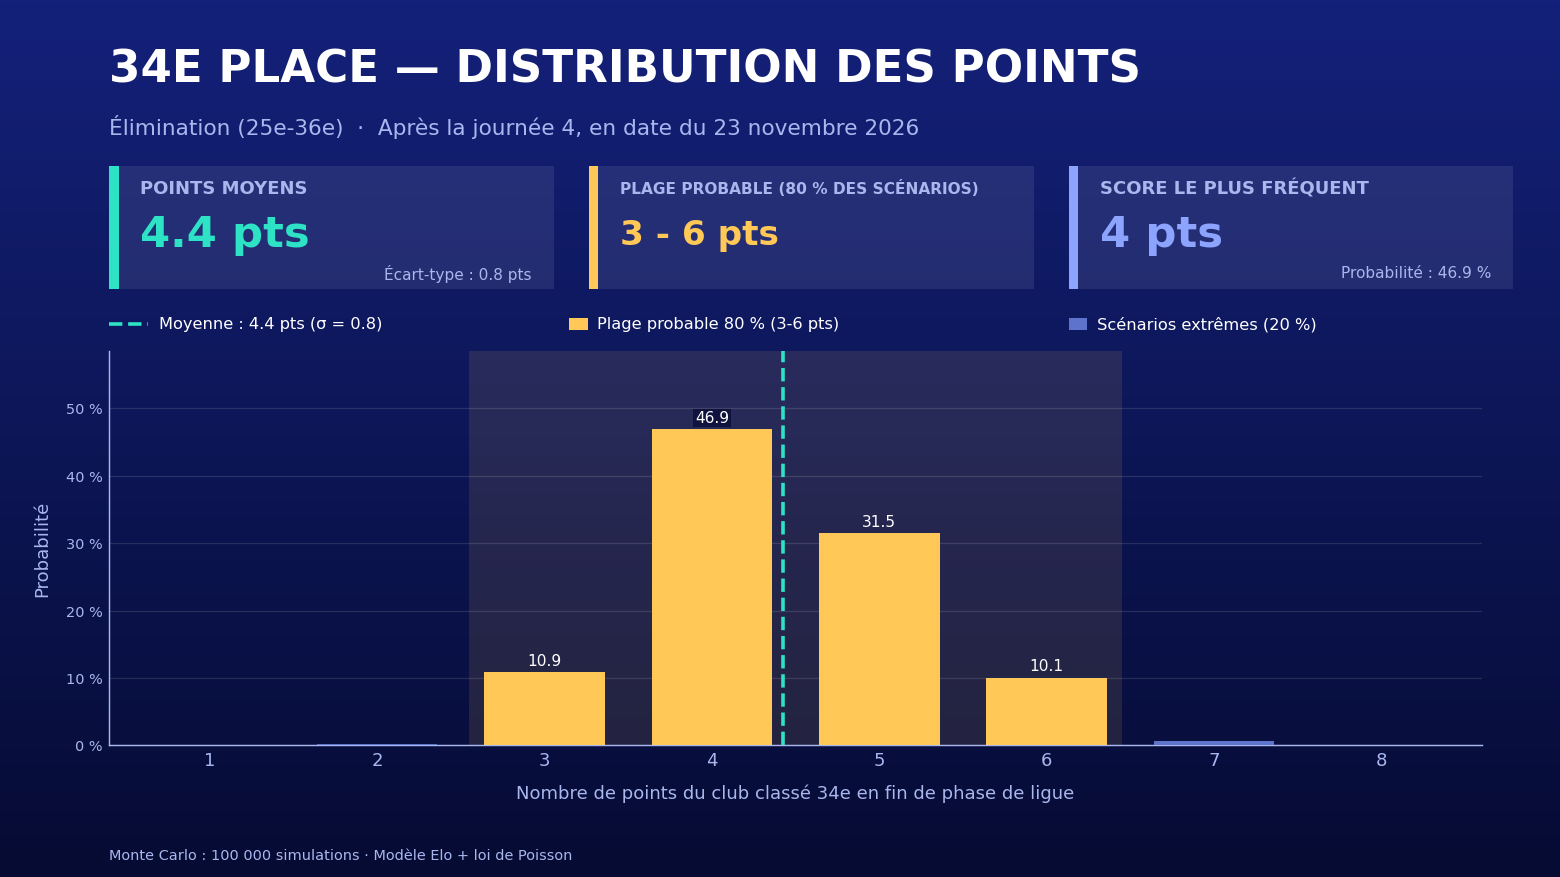 34E PLACE — DISTRIBUTION DES POINTS
Élimination (25e-36e)  ·  Après la journée 4, en date du 23 novembre 2026
POINTS MOYENS
4.4 pts
Écart-type : 0.8 pts
PLAGE PROBABLE (80 % DES SCÉNARIOS)
3 - 6 pts
SCORE LE PLUS FRÉQUENT
4 pts
Probabilité : 46.9 %
Moyenne : 4.4 pts (σ = 0.8)
Plage probable 80 % (3-6 pts)
Scénarios extrêmes (20 %)
Probabilité
50 %
40 %
30 %
20 %
10 %
0 %
10.9
46.9
31.5
10.1
1 2 3 4 5 6 7 8
Nombre de points du club classé 34e en fin de phase de ligue
Monte Carlo : 100 000 simulations · Modèle Elo + loi de Poisson